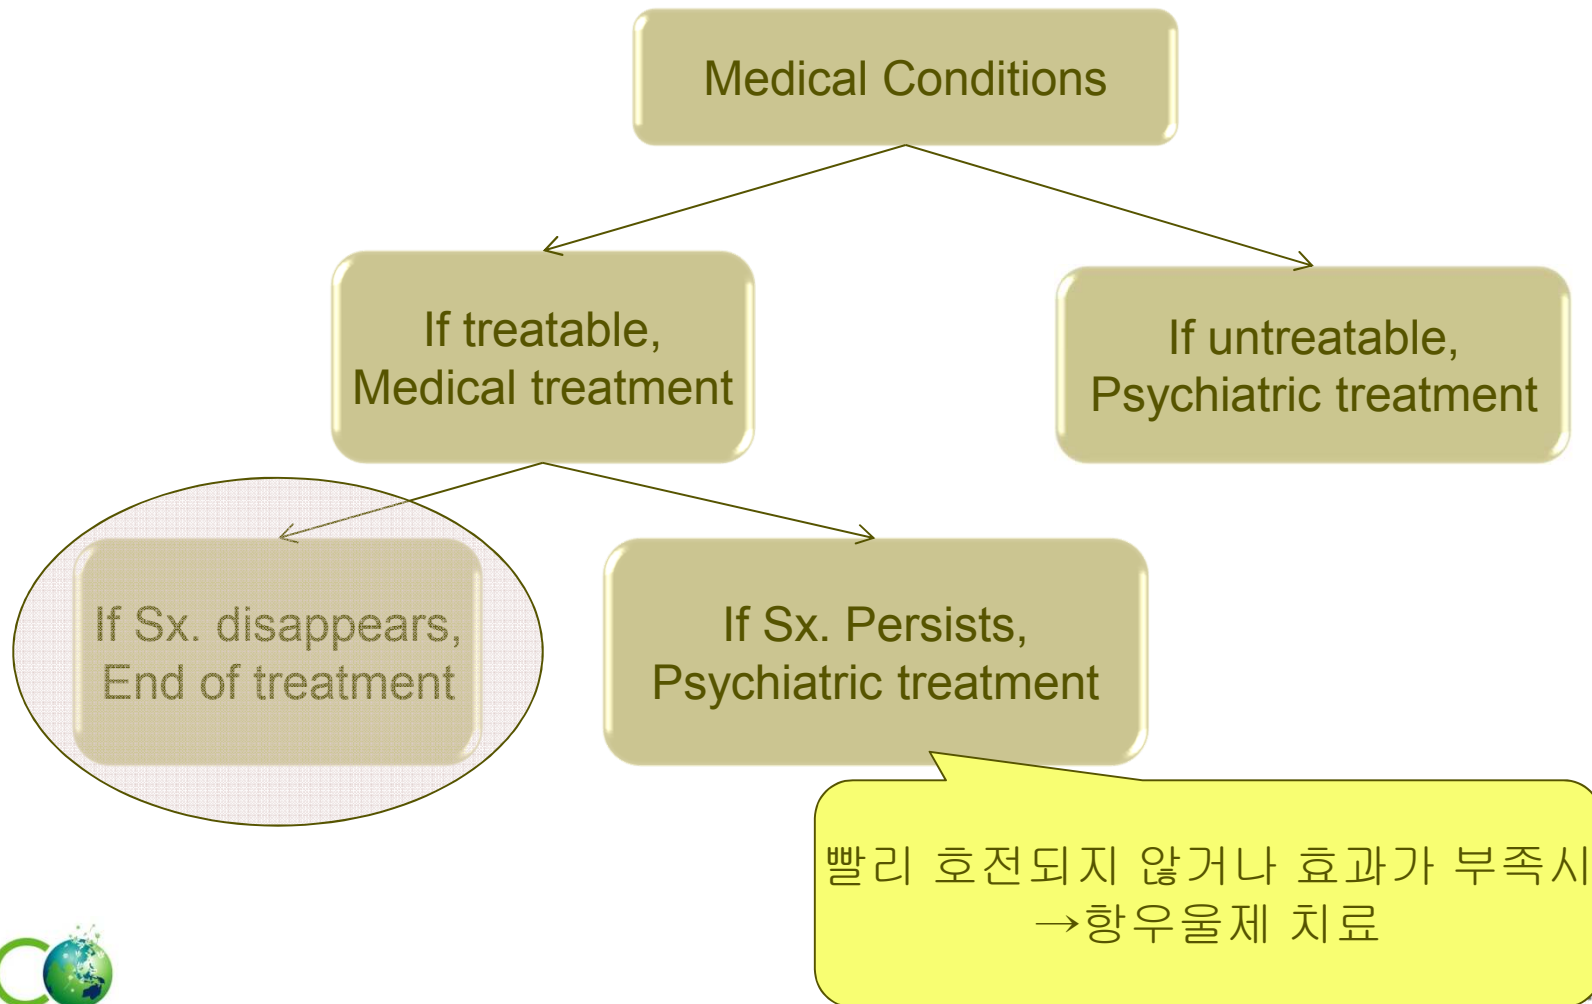 Medical Conditions
If treatable,
Medical treatment
If untreatable,
Psychiatric treatment
If Sx. disappears,
End of treatment
If Sx. Persists,
Psychiatric treatment
빨리 호전되지 않거나 효과가 부족시
→항우울제 치료